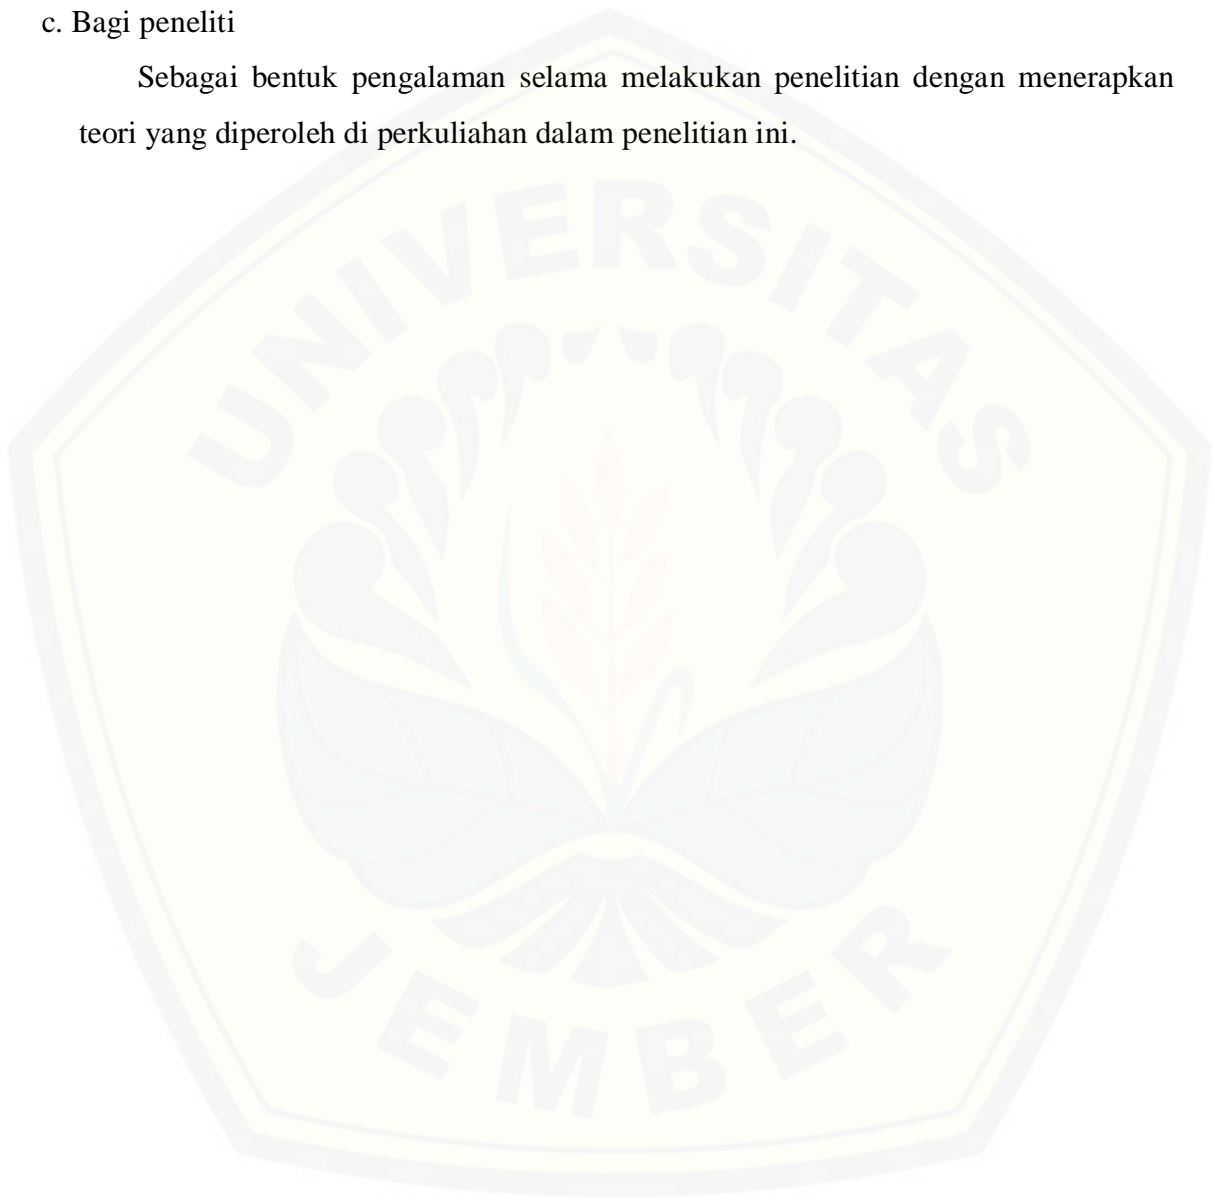 c. Bagi peneliti
Sebagai bentuk pengalaman selama melakukan penelitian dengan menerapkan
teori yang diperoleh di perkuliahan dalam penelitian ini.
UNIVERSITAS
JEMBER